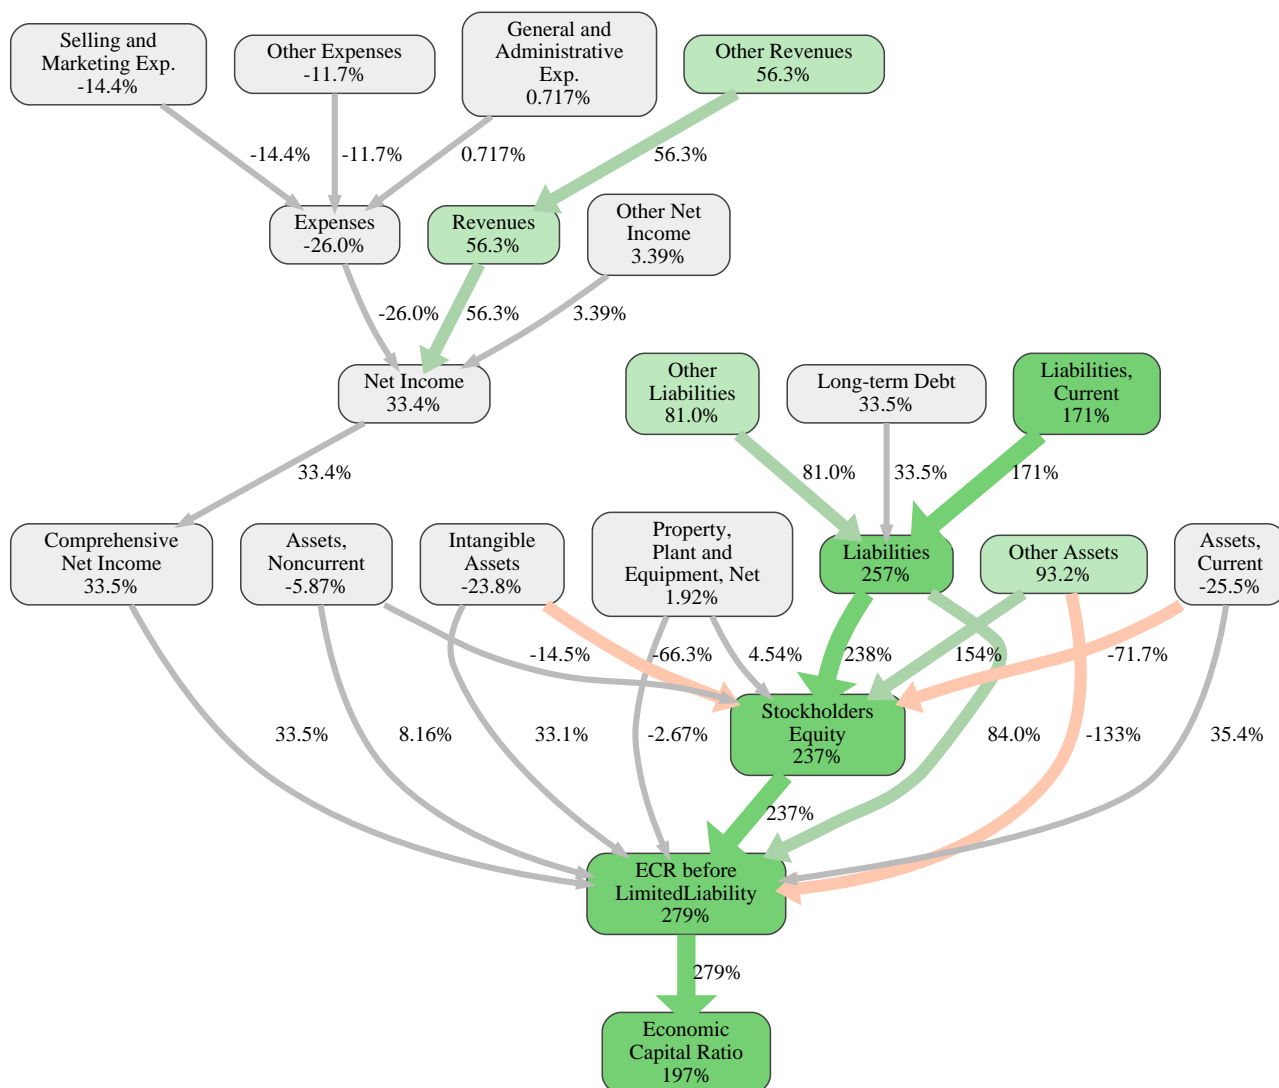 Selling and
Marketing Exp.
-14.4%
Other Expenses
-11.7%
General and
Administrative
Exp.
0.717%
Other Revenues
56.3%
-14.4%
-11.7%
0.717%
56.3%
Expenses
-26.0%
Revenues
56.3%
Other Net
Income
3.39%
-26.0%
56.3%
3.39%
Net Income
33.4%
Other
Liabilities
81.0%
Long-term Debt
33.5%
Liabilities,
Current
171%
33.4%
81.0%
33.5%
171%
Comprehensive
Net Income
33.5%
Assets,
Noncurrent
-5.87%
Intangible
Assets
-23.8%
Property,
Plant and
Equipment, Net
1.92%
Liabilities
257%
Other Assets
93.2%
Assets,
Current
-25.5%
-14.5%
-66.3%
4.54%
238%
154%
-71.7%
Stockholders
Equity
237%
33.5%
8.16%
33.1%
-2.67%
84.0%
-133%
35.4%
237%
ECR before
LimitedLiability
279%
279%
Economic
Capital Ratio
197%